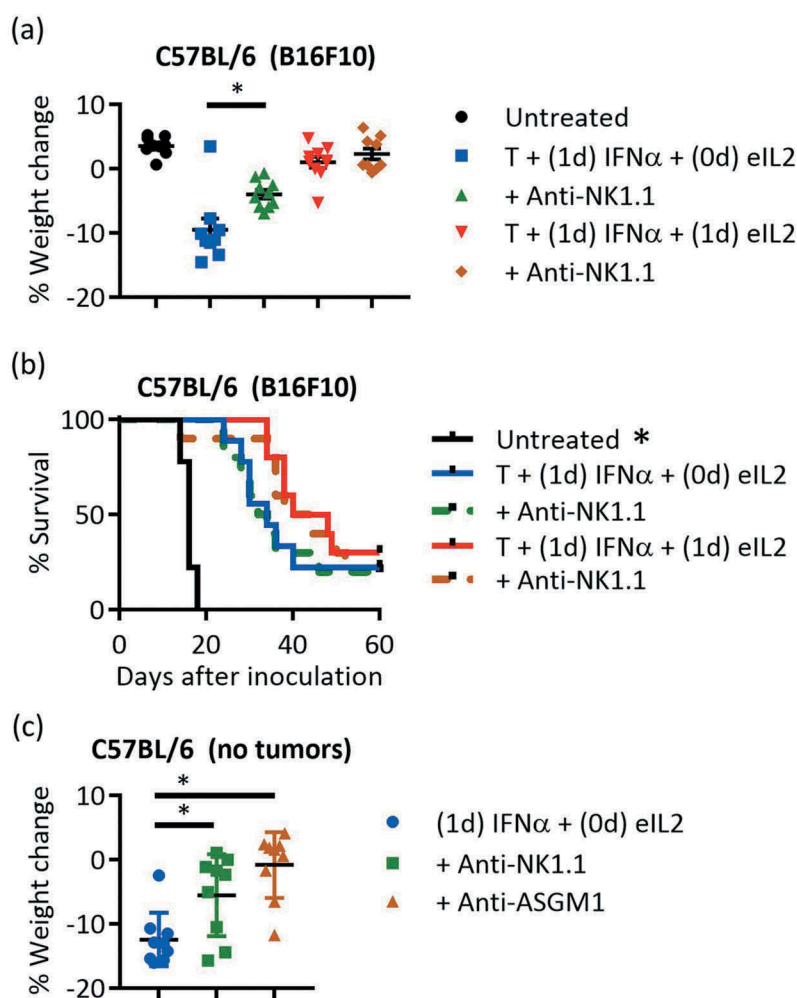 (a)
C57BL/6 (B16F10)
*
% Weight change
10
0
-10
-20
Untreated
T + (1d) IFNα + (0d) eIL2
+ Anti-NK1.1
T + (1d) IFNα + (1d) eIL2
+ Anti-NK1.1
(b)
C57BL/6 (B16F10)
% Survival
100
50
0
0 20 40 60
Days after inoculation
Untreated *
T + (1d) IFNα + (0d) eIL2
+ Anti-NK1.1
T + (1d) IFNα + (1d) eIL2
+ Anti-NK1.1
(c)
C57BL/6 (no tumors)
*
*
% Weight change
10
0
-10
-20
(1d) IFNα + (0d) eIL2
+ Anti-NK1.1
+ Anti-ASGM1